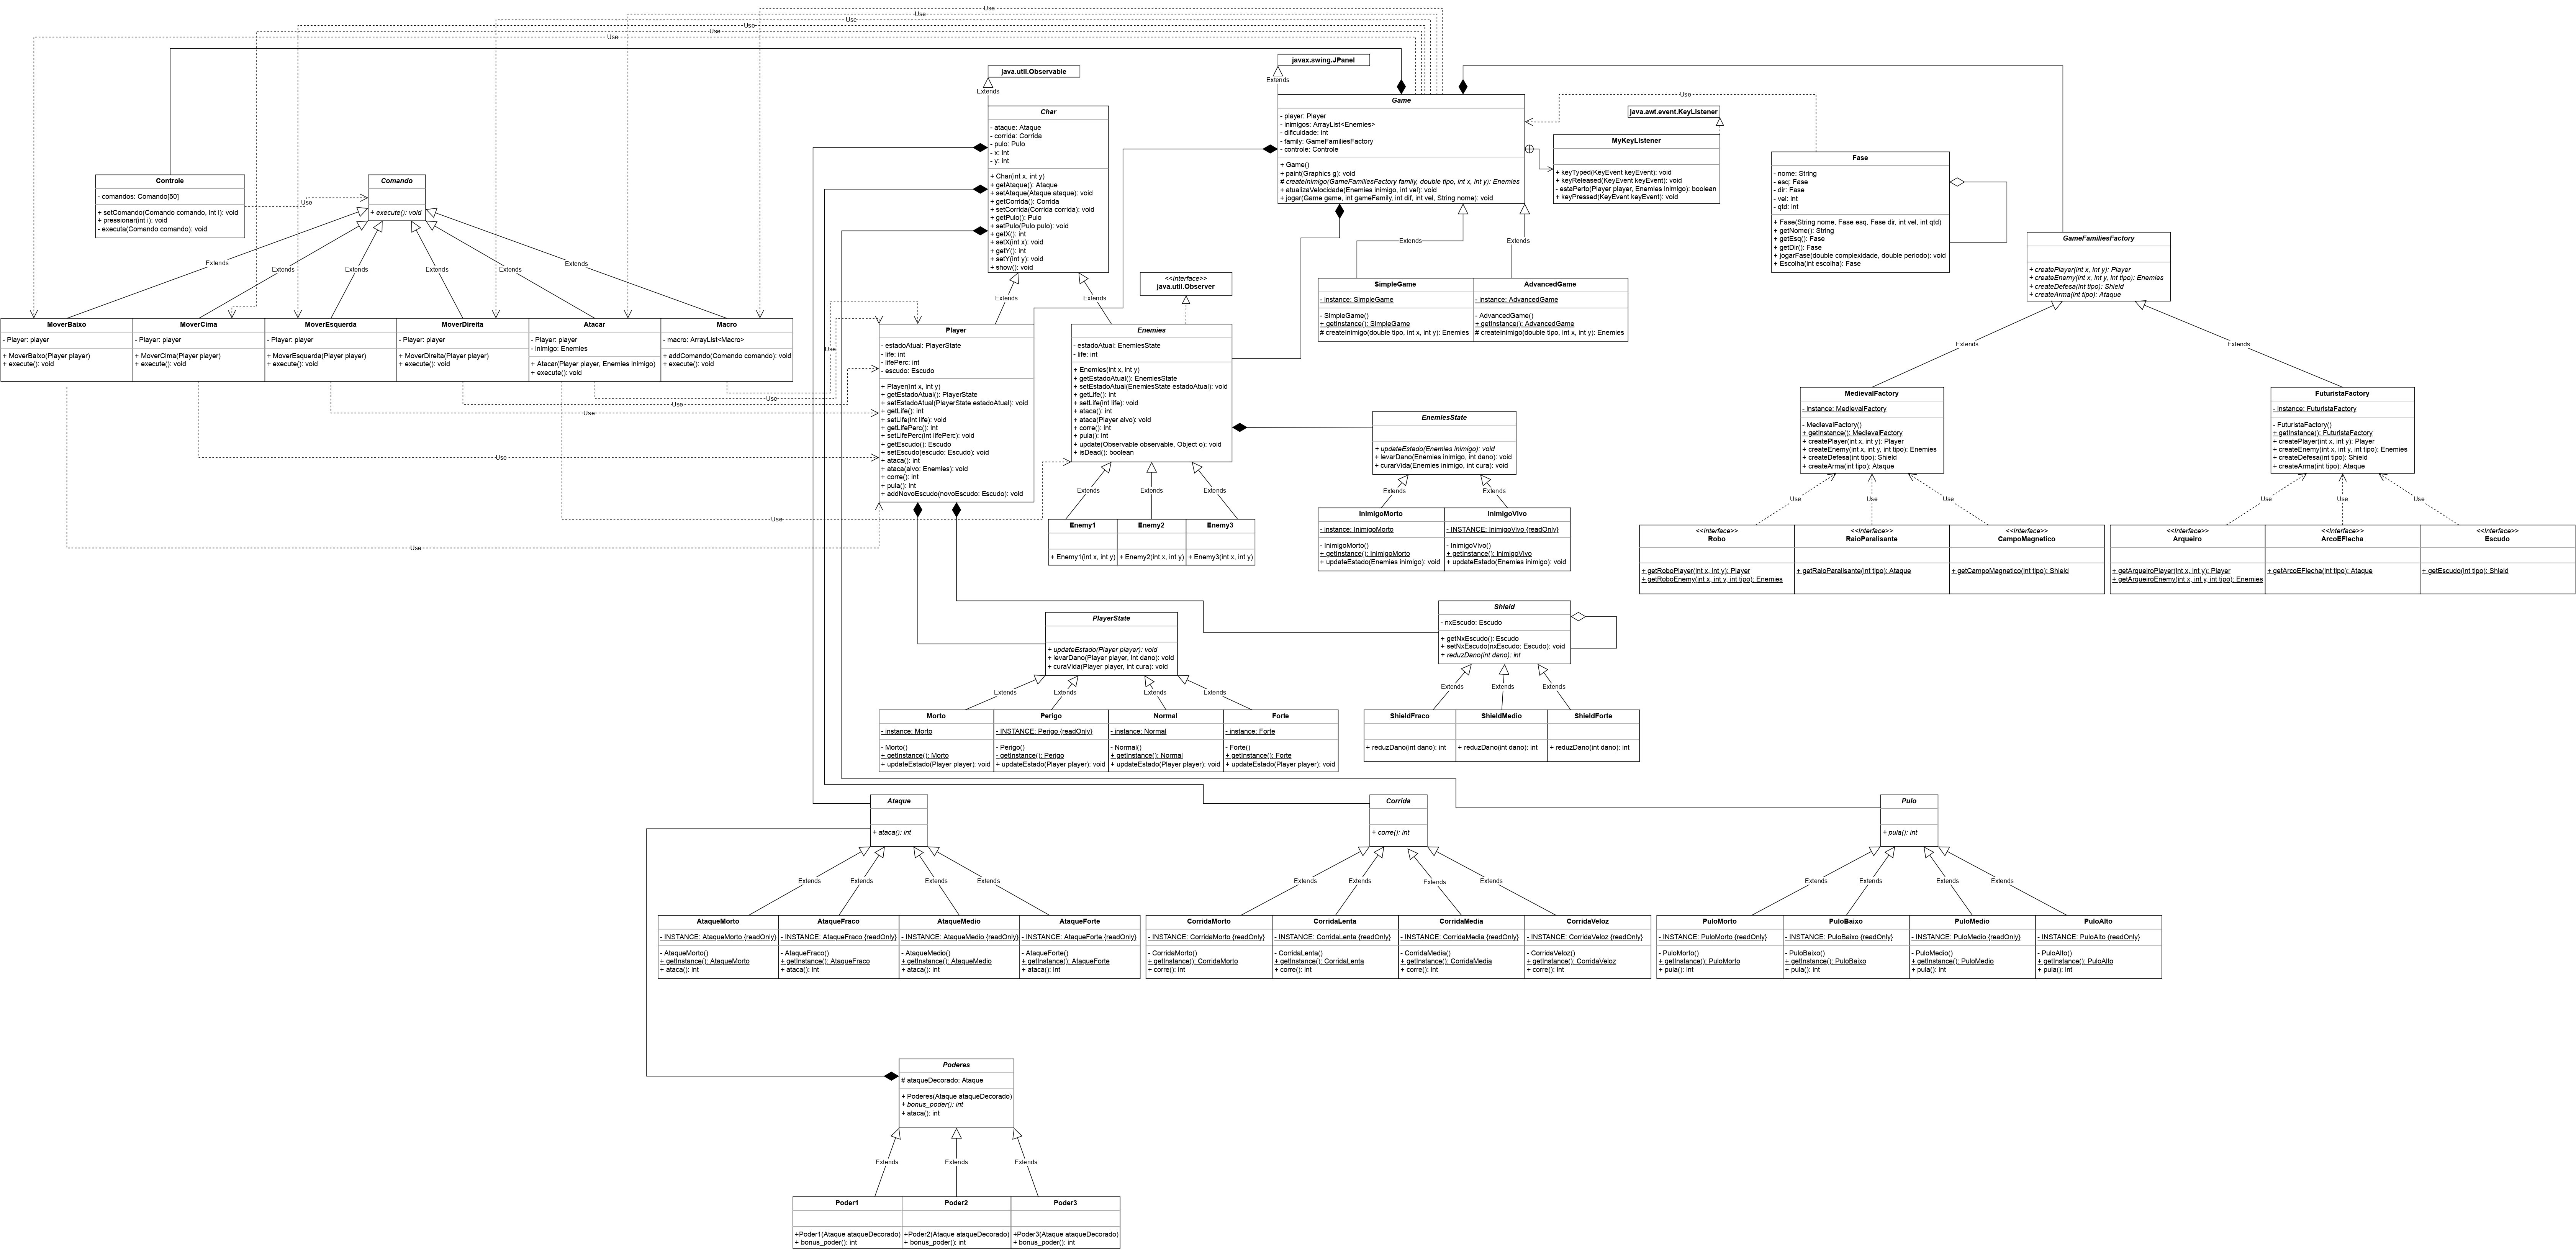 Use
Use
Use
Use
Use
Use
java.util.Observable
Extends
javax.swing.JPanel
Extends
Game
- player: Player
- inimigos: ArrayList<Enemies>
- dificuldade: int
- family: GameFamiliesFactory
- controle: Controle
+ Game()
+ paint(Graphics g): void
# createInimigo(GameFamiliesFactory family, double tipo, int x, int y): Enemies
+ atualizaVelocidade(Enemies inimigo, int vel): void
+ jogar(Game game, int gameFamily, int dif, int vel, String nome): void
Use
java.awt.event.KeyListener
MyKeyListener
+ keyTyped(KeyEvent keyEvent): void
+ keyReleased(KeyEvent keyEvent): void
- estaPerto(Player player, Enemies inimigo): boolean
+ keyPressed(KeyEvent keyEvent): void
Char
- ataque: Ataque
- corrida: Corrida
- pulo: Pulo
- x: int
- y: int
+ Char(int x, int y)
+ getAtaque(): Ataque
+ setAtaque(Ataque ataque): void
+ getCorrida(): Corrida
+ setCorrida(Corrida corrida): void
+ getPulo(): Pulo
+ setPulo(Pulo pulo): void
+ getX(): int
+ setX(int x): void
+ getY(): int
+ setY(int y): void
+ show(): void
Fase
- nome: String
- esq: Fase
- dir: Fase
- vel: int
- qtd: int
+ Fase(String nome, Fase esq, Fase dir, int vel, int qtd)
+ getNome(): String
+ getEsq(): Fase
+ getDir(): Fase
+ jogarFase(double complexidade, double periodo): void
+ Escolha(int escolha): Fase
Controle
- comandos: Comando[50]
+ setComando(Comando comando, int i): void
+ pressionar(int i): void
- executa(Comando comando): void
Use
Comando
+ execute(): void
Extends
Extends
Extends
Extends
Extends
Extends
GameFamiliesFactory
+ createPlayer(int x, int y): Player
+ createEnemy(int x, int y, int tipo): Enemies
+ createDefesa(int tipo): Shield
+ createArma(int tipo): Ataque
Extends
Extends
Extends
Extends
<<Interface>>
java.util.Observer
SimpleGame
- instance: SimpleGame
- SimpleGame()
+ getInstance(): SimpleGame
# createInimigo(double tipo, int x, int y): Enemies
AdvancedGame
- instance: AdvancedGame
- AdvancedGame()
+ getInstance(): AdvancedGame
# createInimigo(double tipo, int x, int y): Enemies
MoverBaixo
- Player: player
+ MoverBaixo(Player player)
+ execute(): void
MoverCima
- Player: player
+ MoverCima(Player player)
+ execute(): void
MoverEsquerda
- Player: player
+ MoverEsquerda(Player player)
+ execute(): void
MoverDireita
- Player: player
+ MoverDireita(Player player)
+ execute(): void
Atacar
- Player: player
- inimigo: Enemies
+ Atacar(Player player, Enemies inimigo)
+ execute(): void
Macro
- macro: ArrayList<Macro>
+ addComando(Comando comando): void
+ execute(): void
Use
Use
Use
Use
Use
Use
Use
Player
- estadoAtual: PlayerState
- life: int
- lifePerc: int
- escudo: Escudo
+ Player(int x, int y)
+ getEstadoAtual(): PlayerState
+ setEstadoAtual(PlayerState estadoAtual): void
+ getLife(): int
+ setLife(int life): void
+ getLifePerc(): int
+ setLifePerc(int lifePerc): void
+ getEscudo(): Escudo
+ setEscudo(escudo: Escudo): void
+ ataca(): int
+ ataca(alvo: Enemies): void
+ corre(): int
+ pula(): int
+ addNovoEscudo(novoEscudo: Escudo): void
Enemies
- estadoAtual: EnemiesState
- life: int
+ Enemies(int x, int y)
+ getEstadoAtual(): EnemiesState
+ setEstadoAtual(EnemiesState estadoAtual): void
+ getLife(): int
+ setLife(int life): void
+ ataca(): int
+ ataca(Player alvo): void
+ corre(): int
+ pula(): int
+ update(Observable observable, Object o): void
+ isDead(): boolean
Extends
Extends
MedievalFactory
- instance: MedievalFactory
- MedievalFactory()
+ getInstance(): MedievalFactory
+ createPlayer(int x, int y): Player
+ createEnemy(int x, int y, int tipo): Enemies
+ createDefesa(int tipo): Shield
+ createArma(int tipo): Ataque
FuturistaFactory
- instance: FuturistaFactory
- FuturistaFactory()
+ getInstance(): FuturistaFactory
+ createPlayer(int x, int y): Player
+ createEnemy(int x, int y, int tipo): Enemies
+ createDefesa(int tipo): Shield
+ createArma(int tipo): Ataque
EnemiesState
+ updateEstado(Enemies inimigo): void
+ levarDano(Enemies inimigo, int dano): void
+ curarVida(Enemies inimigo, int cura): void
Extends
Extends
Extends
Extends
Extends
Use
Use
Use
Use
Use
Use
Enemy1
+ Enemy1(int x, int y)
Enemy2
+ Enemy2(int x, int y)
Enemy3
+ Enemy3(int x, int y)
InimigoMorto
- instance: InimigoMorto
- InimigoMorto()
+ getInstance(): InimigoMorto
+ updateEstado(Enemies inimigo): void
InimigoVivo
- INSTANCE: InimigoVivo {readOnly}
- InimigoVivo()
+ getInstance(): InimigoVivo
+ updateEstado(Enemies inimigo): void
<<Interface>>
Robo
+ getRoboPlayer(int x, int y): Player
+ getRoboEnemy(int x, int y, int tipo): Enemies
<<Interface>>
RaioParalisante
+ getRaioParalisante(int tipo): Ataque
<<Interface>>
CampoMagnetico
+ getCampoMagnetico(int tipo): Shield
<<Interface>>
Arqueiro
+ getArqueiroPlayer(int x, int y): Player
+ getArqueiroEnemy(int x, int y, int tipo): Enemies
<<Interface>>
ArcoEFlecha
+ getArcoEFlecha(int tipo): Ataque
<<Interface>>
Escudo
+ getEscudo(int tipo): Shield
PlayerState
+ updateEstado(Player player): void
+ levarDano(Player player, int dano): void
+ curaVida(Player player, int cura): void
Shield
- nxEscudo: Escudo
+ getNxEscudo(): Escudo
+ setNxEscudo(nxEscudo: Escudo): void
+ reduzDano(int dano): int
Extends
Extends
Extends
Extends
Extends
Extends
Extends
Morto
- instance: Morto
- Morto()
+ getInstance(): Morto
+ updateEstado(Player player): void
Perigo
- INSTANCE: Perigo {readOnly}
- Perigo()
- getInstance(): Perigo
+ updateEstado(Player player): void
Normal
- instance: Normal
- Normal()
+ getInstance(): Normal
+ updateEstado(Player player): void
Forte
- instance: Forte
- Forte()
+ getInstance(): Forte
+ updateEstado(Player player): void
ShieldFraco
+ reduzDano(int dano): int
ShieldMedio
+ reduzDano(int dano): int
ShieldForte
+ reduzDano(int dano): int
Ataque
+ ataca(): int
Corrida
+ corre(): int
Pulo
+ pula(): int
Extends
Extends
Extends
Extends
Extends
Extends
Extends
Extends
Extends
Extends
Extends
Extends
AtaqueMorto
- INSTANCE: AtaqueMorto {readOnly}
- AtaqueMorto()
+ getInstance(): AtaqueMorto
+ ataca(): int
AtaqueFraco
- INSTANCE: AtaqueFraco {readOnly}
- AtaqueFraco()
+ getInstance(): AtaqueFraco
+ ataca(): int
AtaqueMedio
- INSTANCE: AtaqueMedio {readOnly}
- AtaqueMedio()
+ getInstance(): AtaqueMedio
+ ataca(): int
AtaqueForte
- INSTANCE: AtaqueForte {readOnly}
- AtaqueForte()
+ getInstance(): AtaqueForte
+ ataca(): int
CorridaMorto
- INSTANCE: CorridaMorto {readOnly}
- CorridaMorto()
+ getInstance(): CorridaMorto
+ corre(): int
CorridaLenta
- INSTANCE: CorridaLenta {readOnly}
- CorridaLenta()
+ getInstance(): CorridaLenta
+ corre(): int
CorridaMedia
- INSTANCE: CorridaMedia {readOnly}
- CorridaMedia()
+ getInstance(): CorridaMedia
+ corre(): int
CorridaVeloz
- INSTANCE: CorridaVeloz {readOnly}
- CorridaVeloz()
+ getInstance(): CorridaVeloz
+ corre(): int
PuloMorto
- INSTANCE: PuloMorto {readOnly}
- PuloMorto()
+ getInstance(): PuloMorto
+ pula(): int
PuloBaixo
- INSTANCE: PuloBaixo {readOnly}
- PuloBaixo()
+ getInstance(): PuloBaixo
+ pula(): int
PuloMedio
- INSTANCE: PuloMedio {readOnly}
- PuloMedio()
+ getInstance(): PuloMedio
+ pula(): int
PuloAlto
- INSTANCE: PuloAlto {readOnly}
- PuloAlto()
+ getInstance(): PuloAlto
+ pula(): int
Poderes
# ataqueDecorado: Ataque
+ Poderes(Ataque ataqueDecorado)
+ bonus_poder(): int
+ ataca(): int
Extends
Extends
Extends
Poder1
+Poder1(Ataque ataqueDecorado)
+ bonus_poder(): int
Poder2
+Poder2(Ataque ataqueDecorado)
+ bonus_poder(): int
Poder3
+Poder3(Ataque ataqueDecorado)
+ bonus_poder(): int